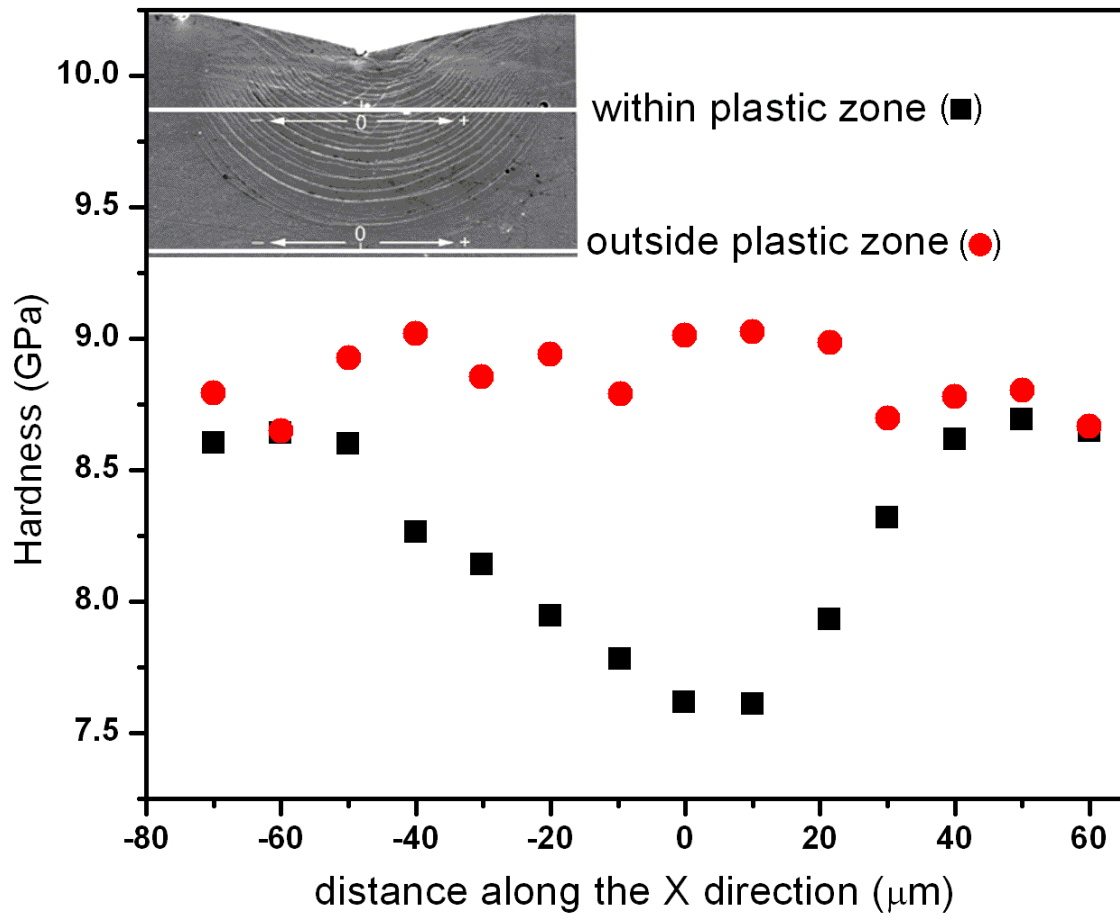 10.0
9.5
9.0
8.5
8.0
7.5
Hardness (GPa)
within plastic zone (■)
- 0 +
outside plastic zone (●)
- 0 +
-80 -60 -40 -20 0 20 40 60
distance along the X direction (μm)